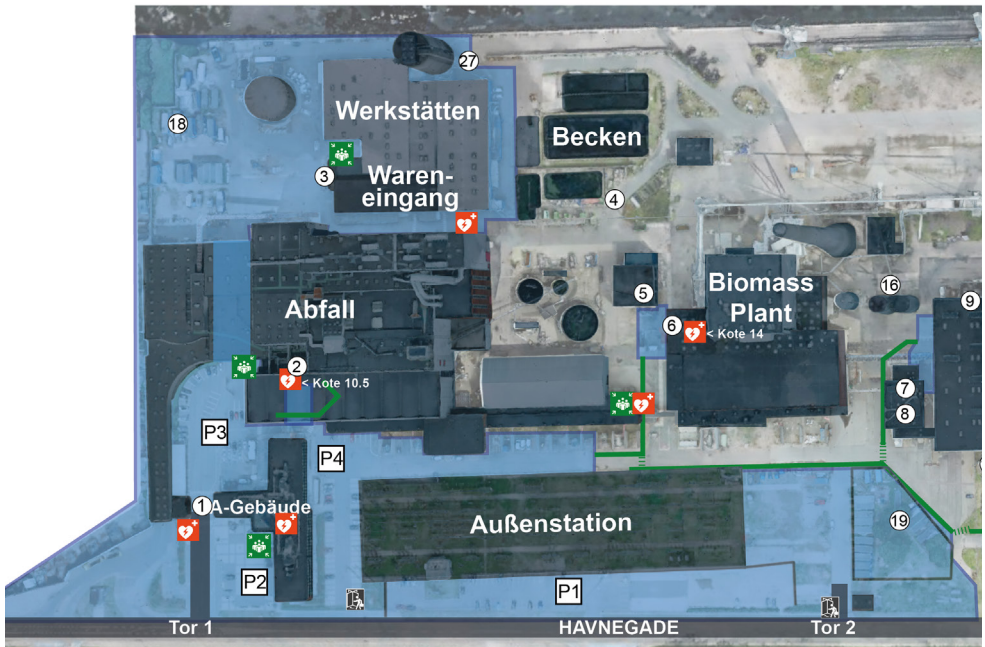 27
Werkstätten
18
Becken
3
Waren-
eingang
4
5
Biomass
Plant
16
9
Abfall
6
< Kote 14
2
< Kote 10.5
7
8
P3
P4
1
A-Gebäude
Außenstation
19
P2
P1
Tor 1
HAVNEGADE
Tor 2